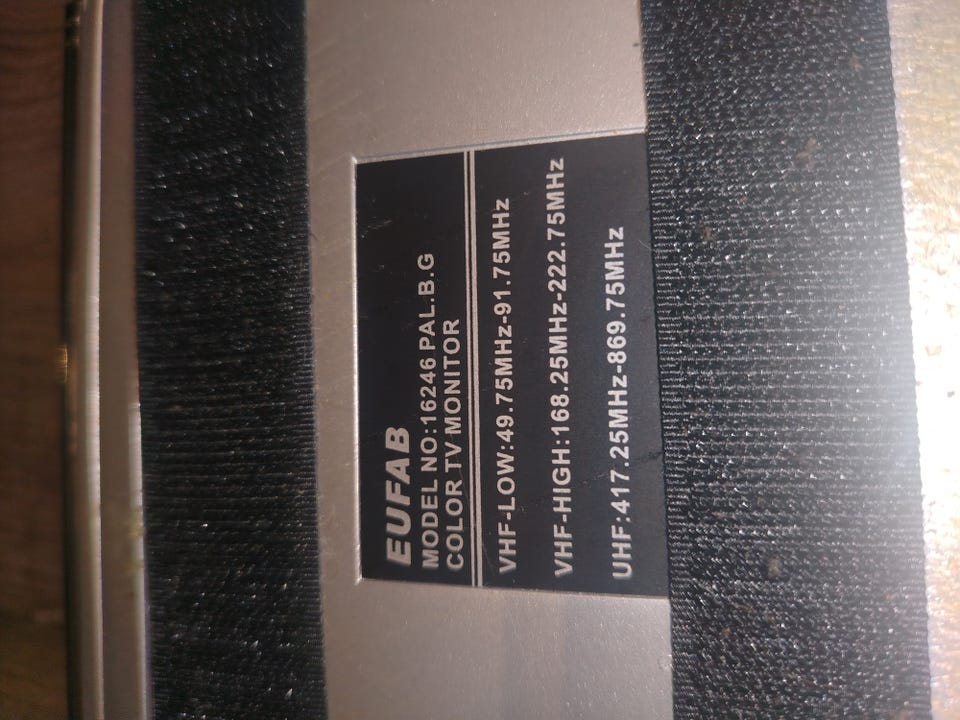 EUFAB
MODEL NO:16246 PAL.B.G
COLOR TV MONITOR
VHF-LOW:49.75MHz-91.75MHz
VHF-HIGH:168.25MHz-222.75MHz
UHF:417.25MHz-869.75MHz